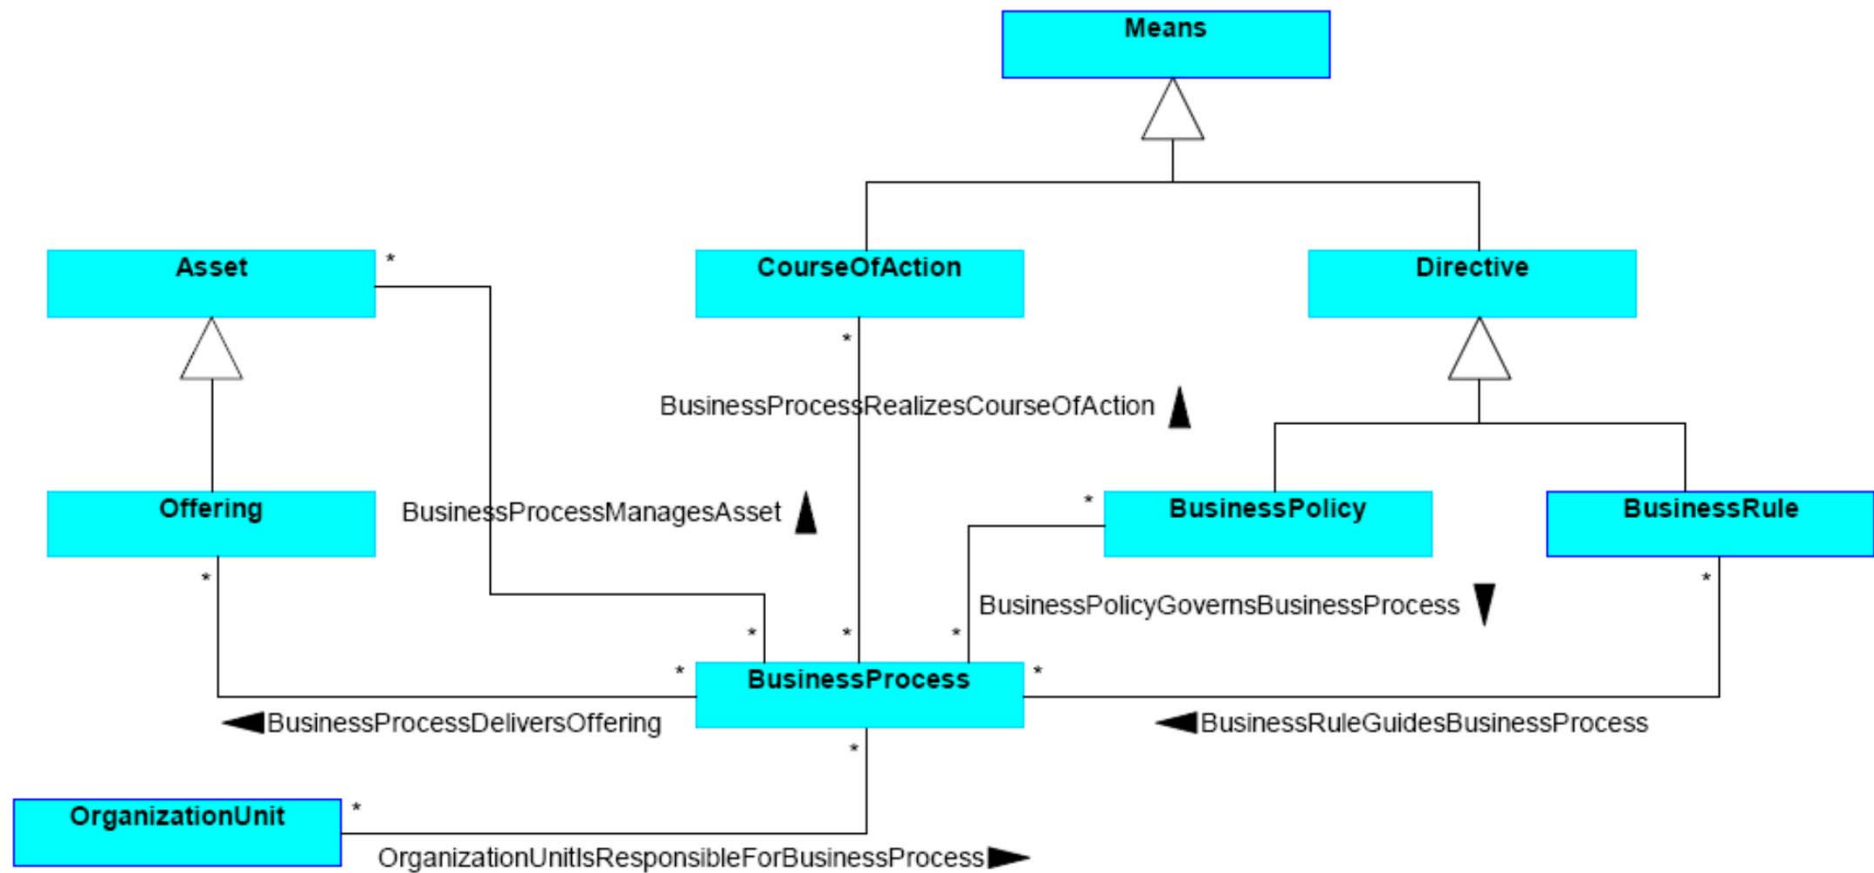 Means
Asset
*
CourseOfAction
Directive
*
BusinessProcessRealizesCourseOfAction
Offering
BusinessProcessManagesAsset
*
BusinessPolicy
BusinessRule
*
*
BusinessPolicyGovernsBusinessProcess
*
*
*
*
BusinessProcess
*
BusinessProcessDeliversOffering
BusinessRuleGuidesBusinessProcess
*
OrganizationUnit
*
OrganizationUnitIsResponsibleForBusinessProcess